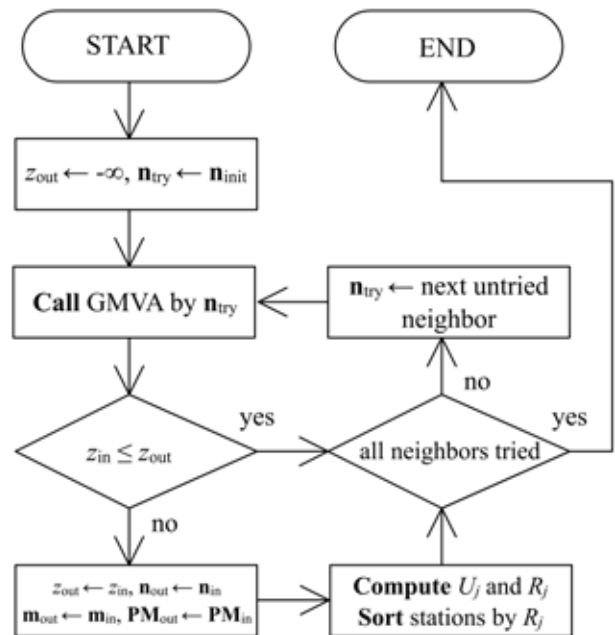 START
END
z_out ← -∞, n_try ← n_init
Call GMVA by n_try
n_try ← next untried
neighbor
no
yes
yes
z_in ≤ z_out
all neighbors tried
no
z_out ← z_in, n_out ← n_in
m_out ← m_in, PM_out ← PM_in
Compute U_j and R_j
Sort stations by R_j